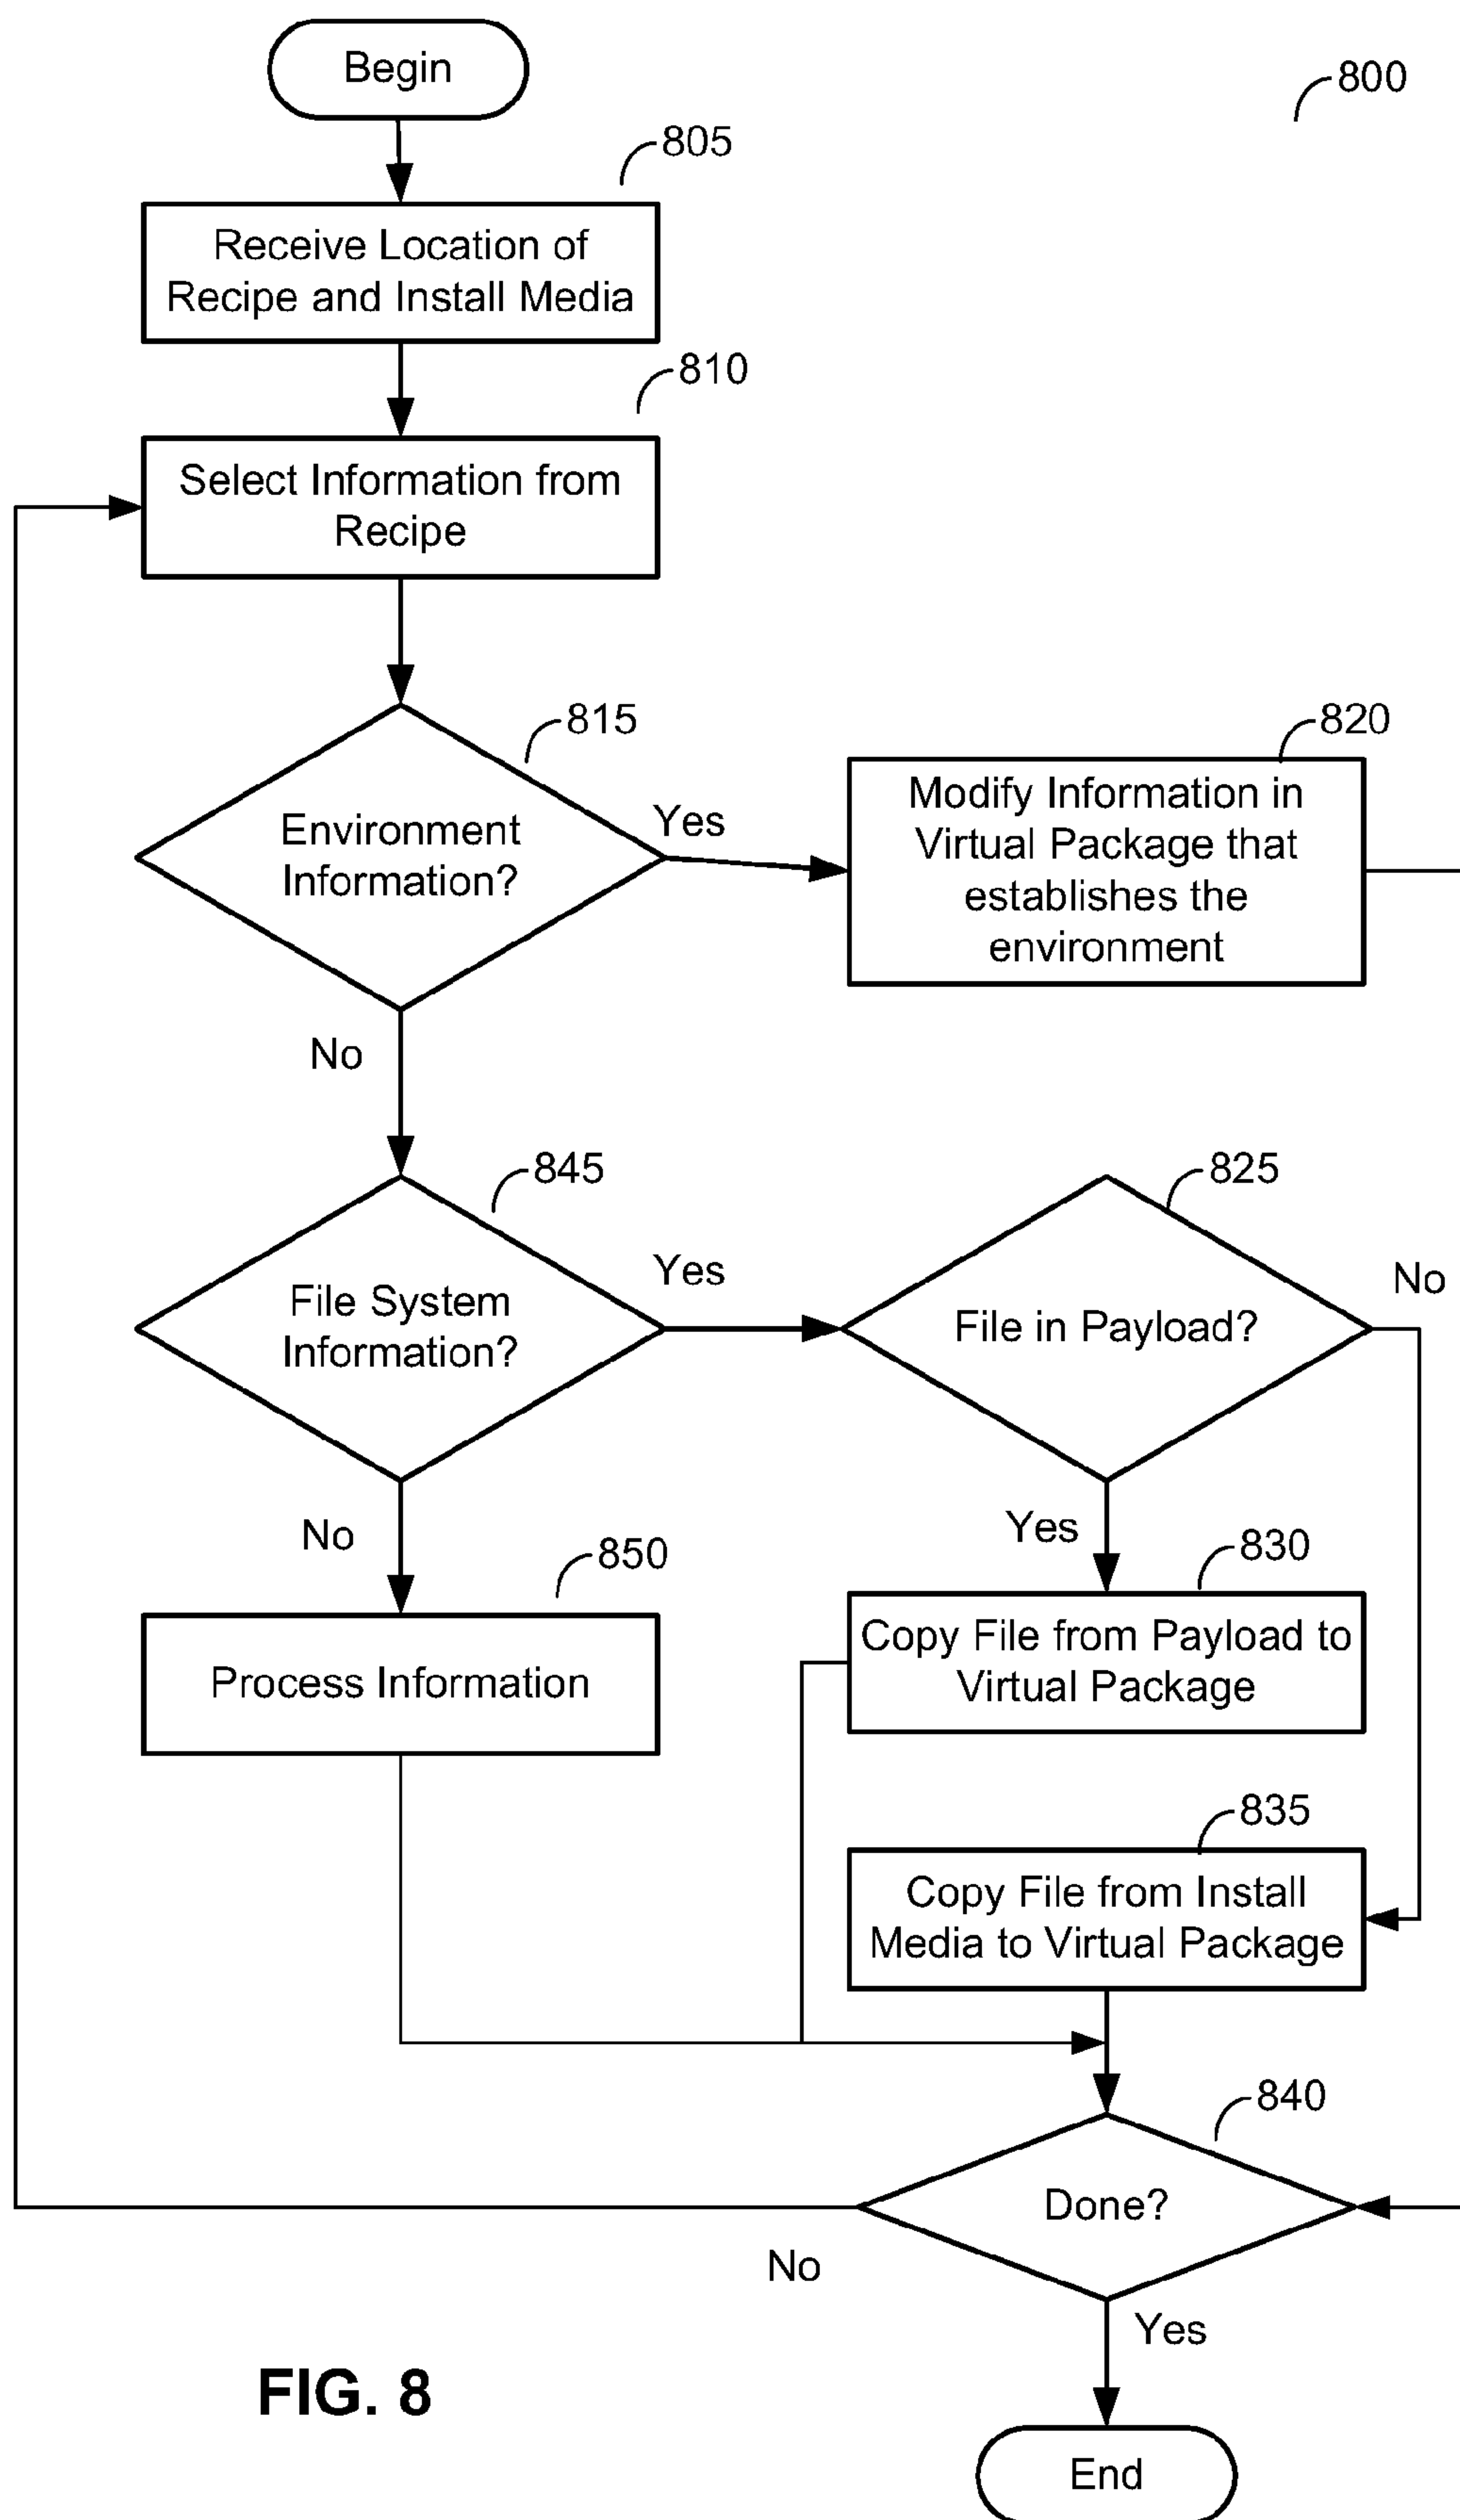 Begin
800
805
Receive Location of
Recipe and Install Media
810
Select Information from
Recipe
815
Environment
Information?
Yes
820
Modify Information in
Virtual Package that
establishes the
environment
No
845
File System
Information?
Yes
825
File in Payload?
No
No
850
Process Information
Yes
830
Copy File from Payload to
Virtual Package
835
Copy File from Install
Media to Virtual Package
840
Done?
No
Yes
FIG. 8
End